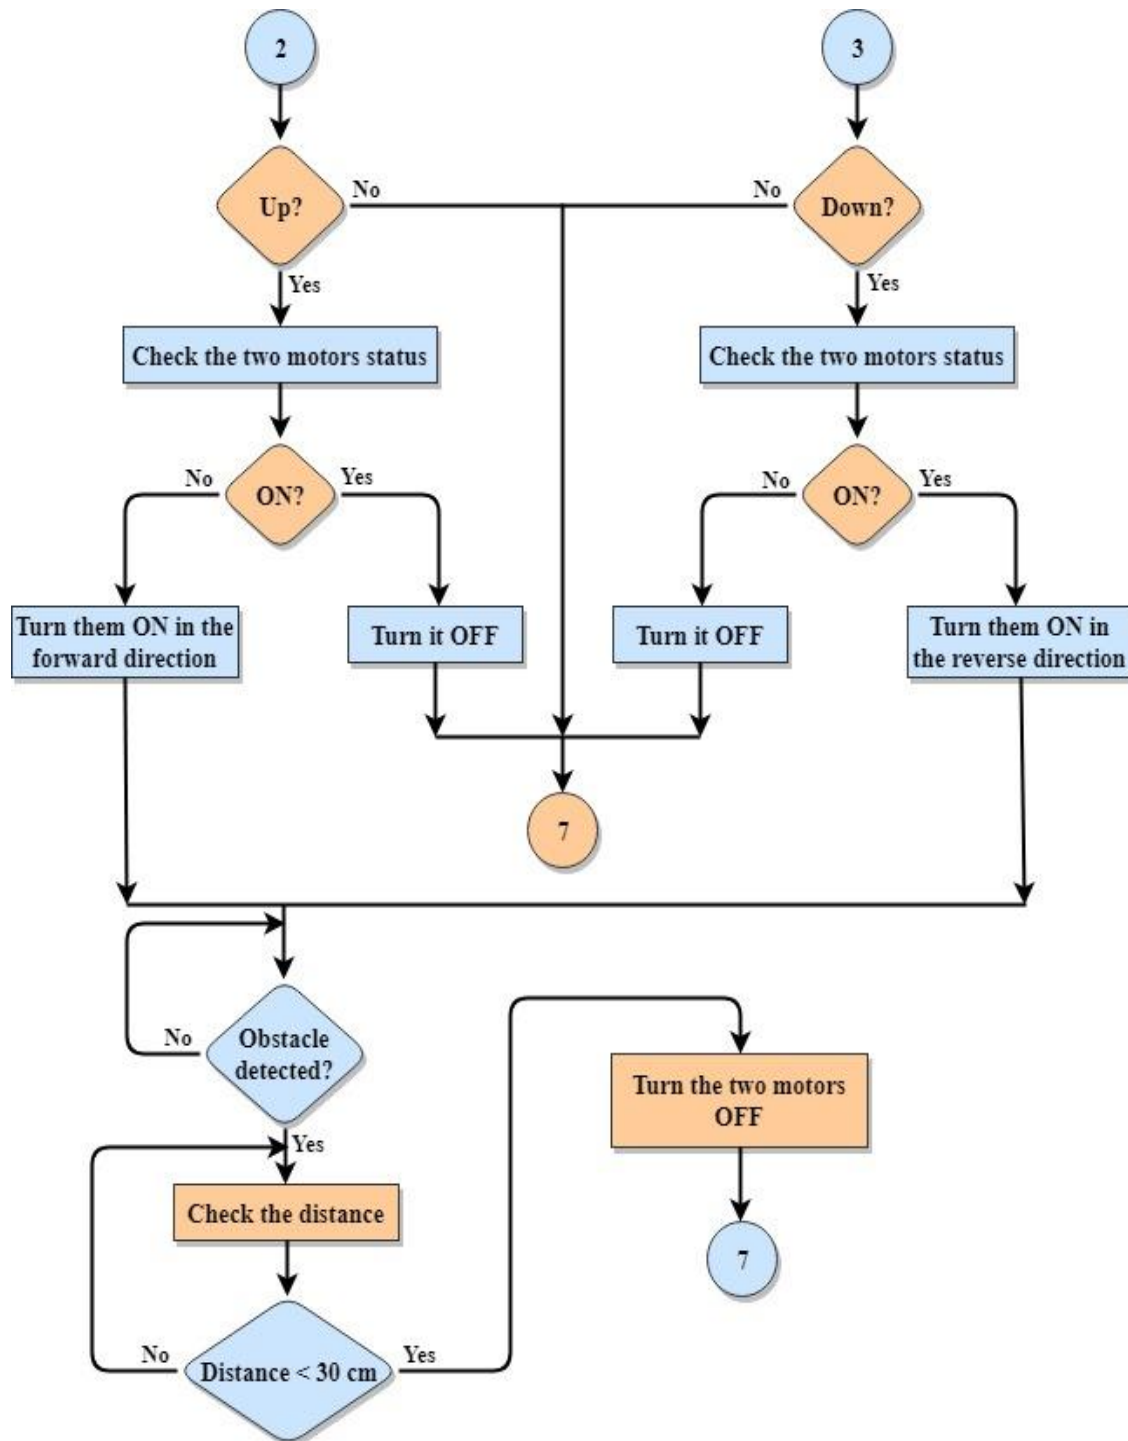 2
3
Up?
No
No
Down?
Yes
Yes
Check the two motors status
Check the two motors status
No
ON?
Yes
No
ON?
Yes
Turn them ON in the
forward direction
Turn it OFF
Turn it OFF
Turn them ON in
the reverse direction
7
No
Obstacle
detected?
Yes
Turn the two motors
OFF
Check the distance
7
No
Distance < 30 cm
Yes